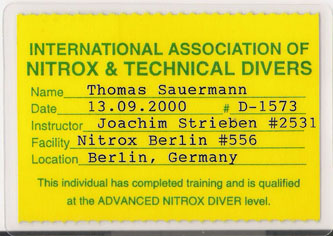 INTERNATIONAL ASSOCIATION OF
NITROX & TECHNICAL DIVERS
Name Thomas Sauermann
Date 13.09.2000 # D-1573
Instructor Joachim Strieben #2531
Facility Nitrox Berlin #556
Location Berlin, Germany
This individual has completed training and is qualified
at the ADVANCED NITROX DIVER level.